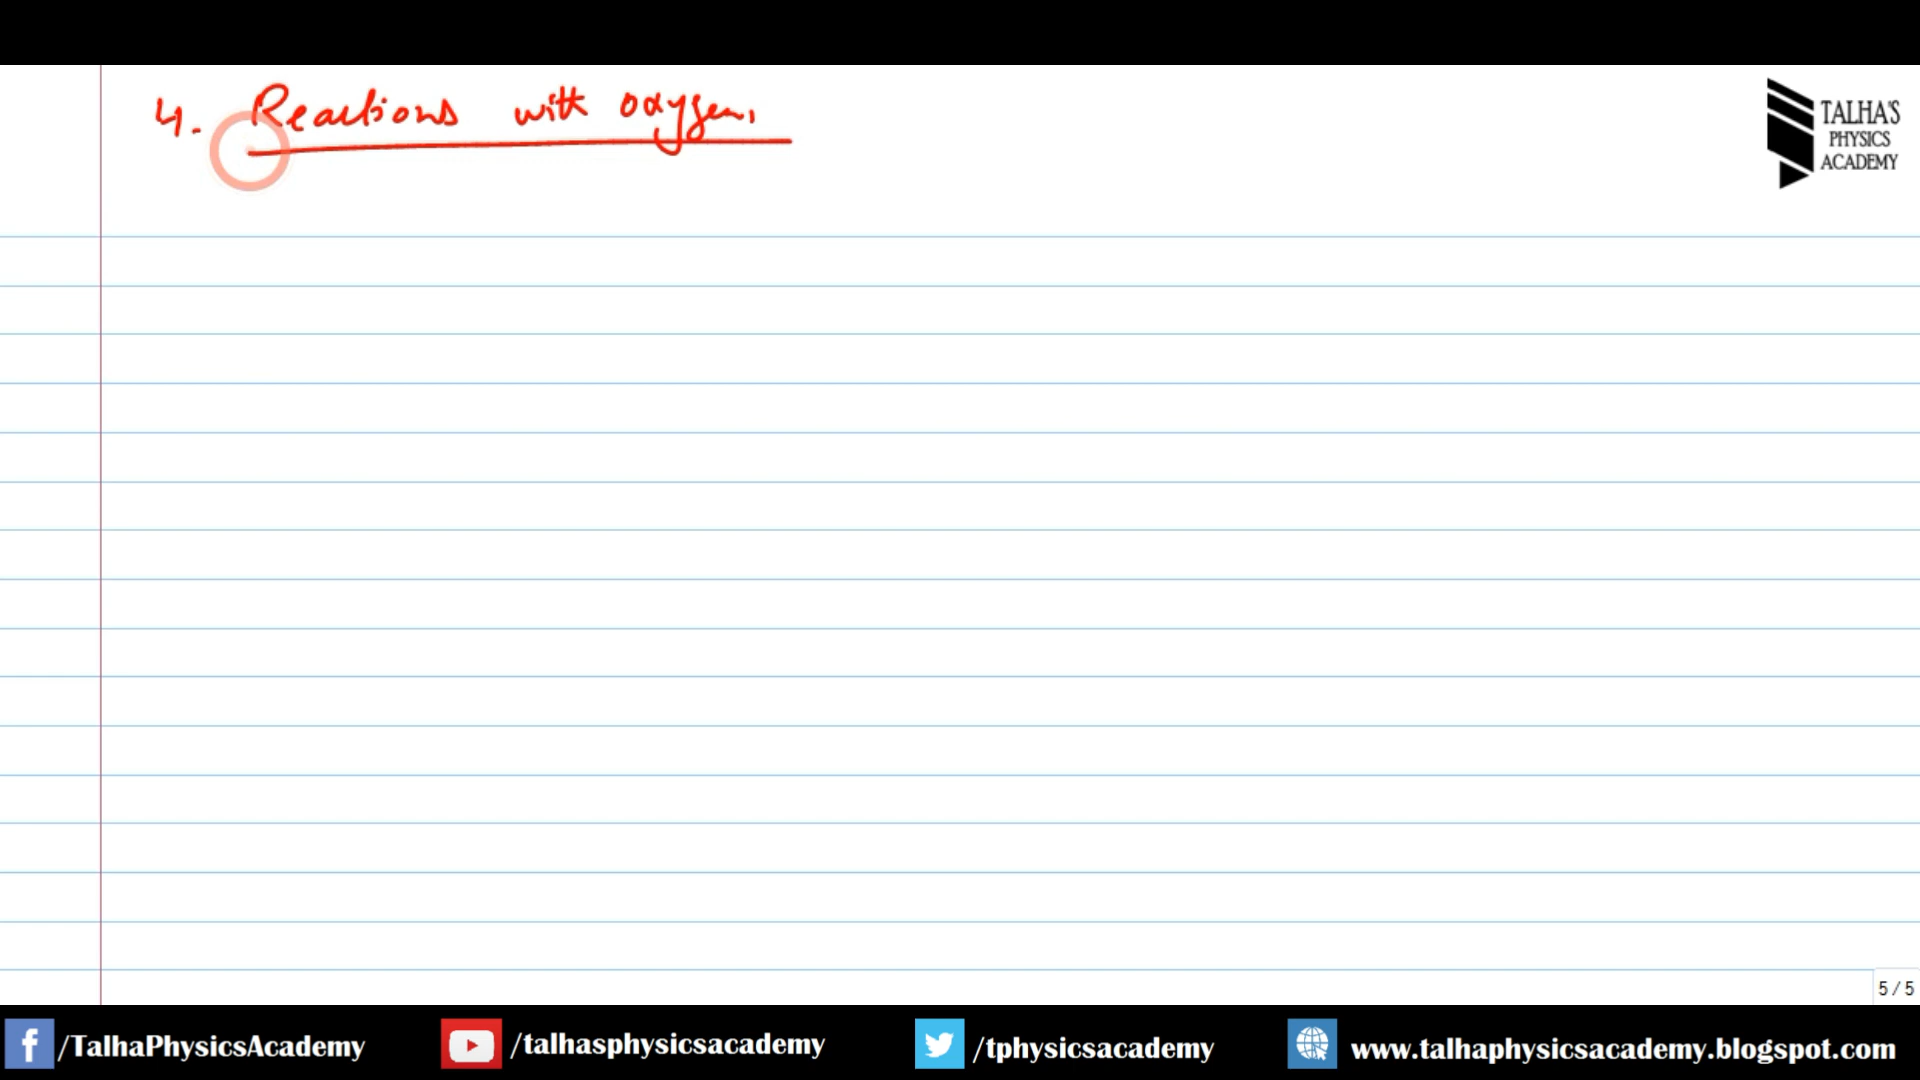 4. Reactions with oxygen.
TALHA'S
PHYSICS
ACADEMY
5 / 5
f /TalhaPhysicsAcademy /talhasphysicsacademy /tphysicsacademy www.talhaphysicsacademy.blogspot.com